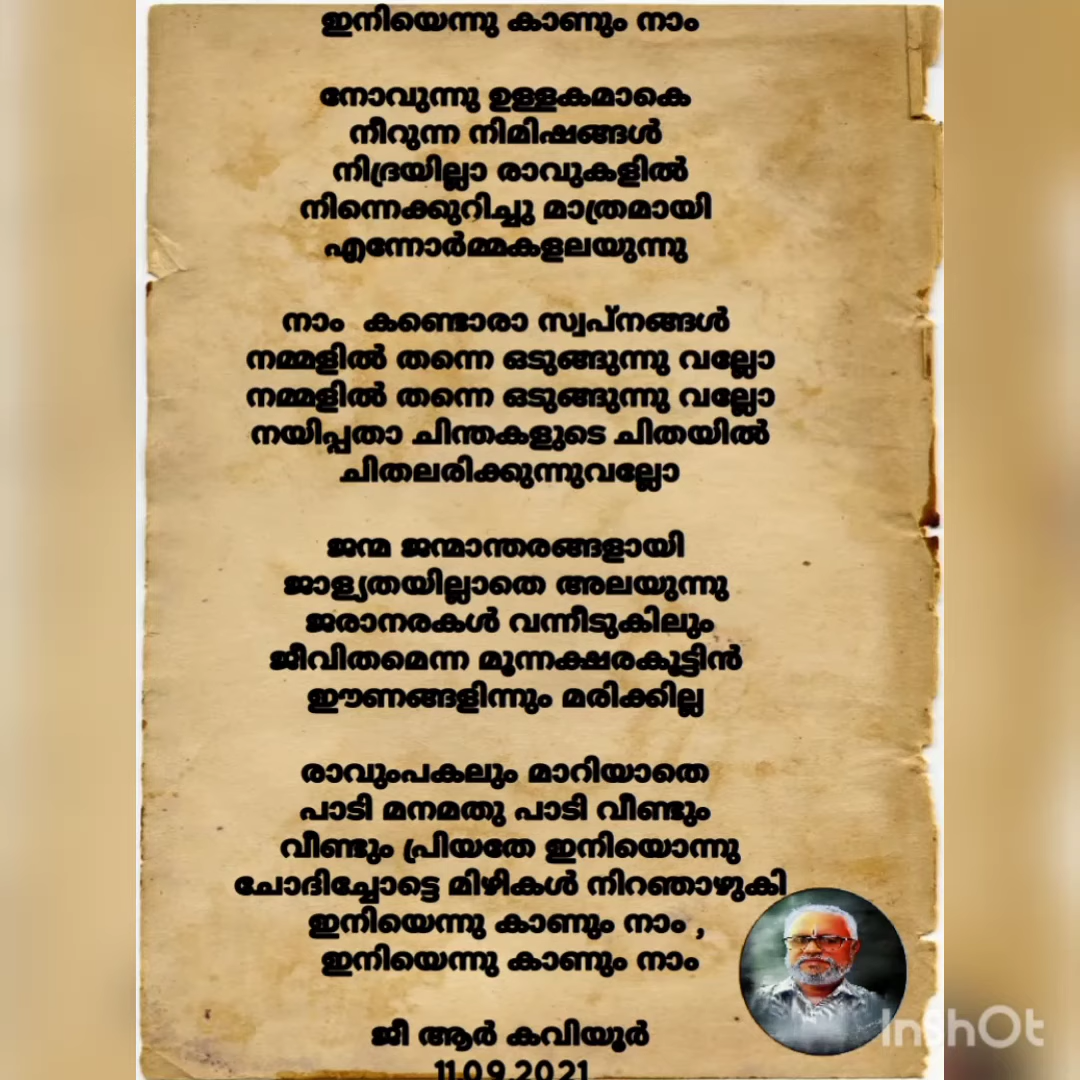 ഇനിയെന്നു കാണും നാം
നോവുന്നു ഉള്ളകമാകെ
നീറുന്ന നിമിഷങ്ങൾ
നിദ്രയില്ലാ രാവുകളിൽ
നിന്നെക്കുറിച്ചു മാത്രമായി
എന്നോർമ്മകളലയുന്നു
നാം കണ്ടൊരാ സ്വപ്നങ്ങൾ
നമ്മളിൽ തന്നെ ഒടുങ്ങുന്നു വല്ലോ
നമ്മളിൽ തന്നെ ഒടുങ്ങുന്നു വല്ലോ
നയിപ്പതാ ചിന്തകളുടെ ചിതയിൽ
ചിതലരിക്കുന്നുവല്ലോ
ജന്മ ജന്മാന്തരങ്ങളായി
ജാള്യതയില്ലാതെ അലയുന്നു
ജരാനരകൾ വന്നീടുകിലും
ജീവിതമെന്ന മൂന്നക്ഷരകൂട്ടിൻ
ഈണങ്ങളിന്നും മരിക്കില്ല
രാവുംപകലും മാറിയാതെ
പാടി മനമതു പാടി വീണ്ടും
വീണ്ടും പ്രിയതേ ഇനിയൊന്നു
ചോദിച്ചോട്ടെ മിഴികൾ നിറഞൊഴുകി
ഇനിയെന്നു കാണും നാം ,
ഇനിയെന്നു കാണും നാം
ജീ ആർ കവിയൂർ
11.09.2021
InShOt